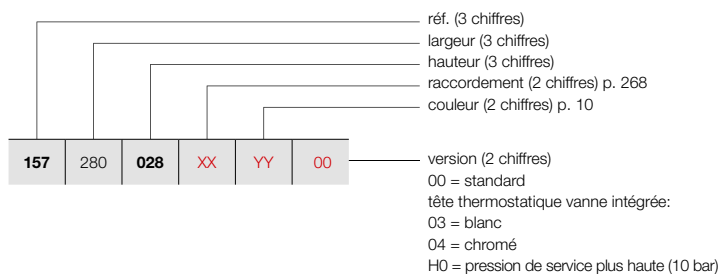 réf. (3 chiffres)
largeur (3 chiffres)
hauteur (3 chiffres)
raccordement (2 chiffres) p. 268
couleur (2 chiffres) p. 10
157 280 028 XX YY 00
version (2 chiffres)
00 = standard
tête thermostatique vanne intégrée:
03 = blanc
04 = chromé
H0 = pression de service plus haute (10 bar)